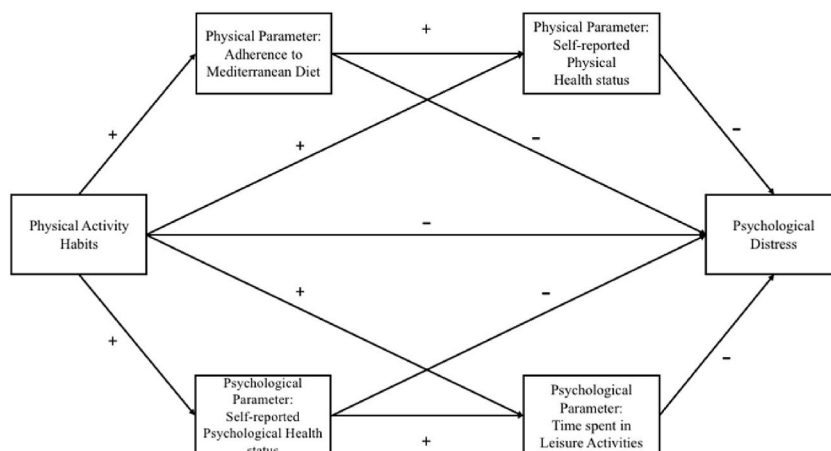 Physical Parameter:
Adherence to
Mediterranean Diet
+
Physical Parameter:
Self-reported
Physical
Health status
+
+
–
–
Physical Activity
Habits
–
Psychological
Distress
+
+
–
–
Psychological
Parameter:
Self-reported
Psychological Health
status
+
Psychological
Parameter:
Time spent in
Leisure Activities